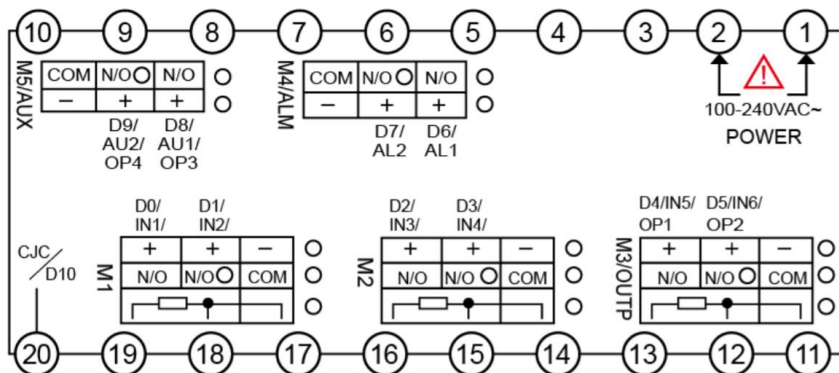 10 9 8 7 6 5 4 3 2 1
M5/AUX
COM N/O N/O
− + +
D9/ D8/
AU2/ AU1/
OP4 OP3
M4/ALM
COM N/O N/O
− + +
D7/ D6/
AL2 AL1
100-240VAC~
POWER
CJC/D10
M1
D0/ D1/
IN1/ IN2/
+ + −
N/O N/O COM
M2
D2/ D3/
IN3/ IN4/
+ + −
N/O N/O COM
M3/OUTP
D4/IN5/ D5/IN6/
OP1 OP2
+ + −
N/O N/O COM
20 19 18 17 16 15 14 13 12 11